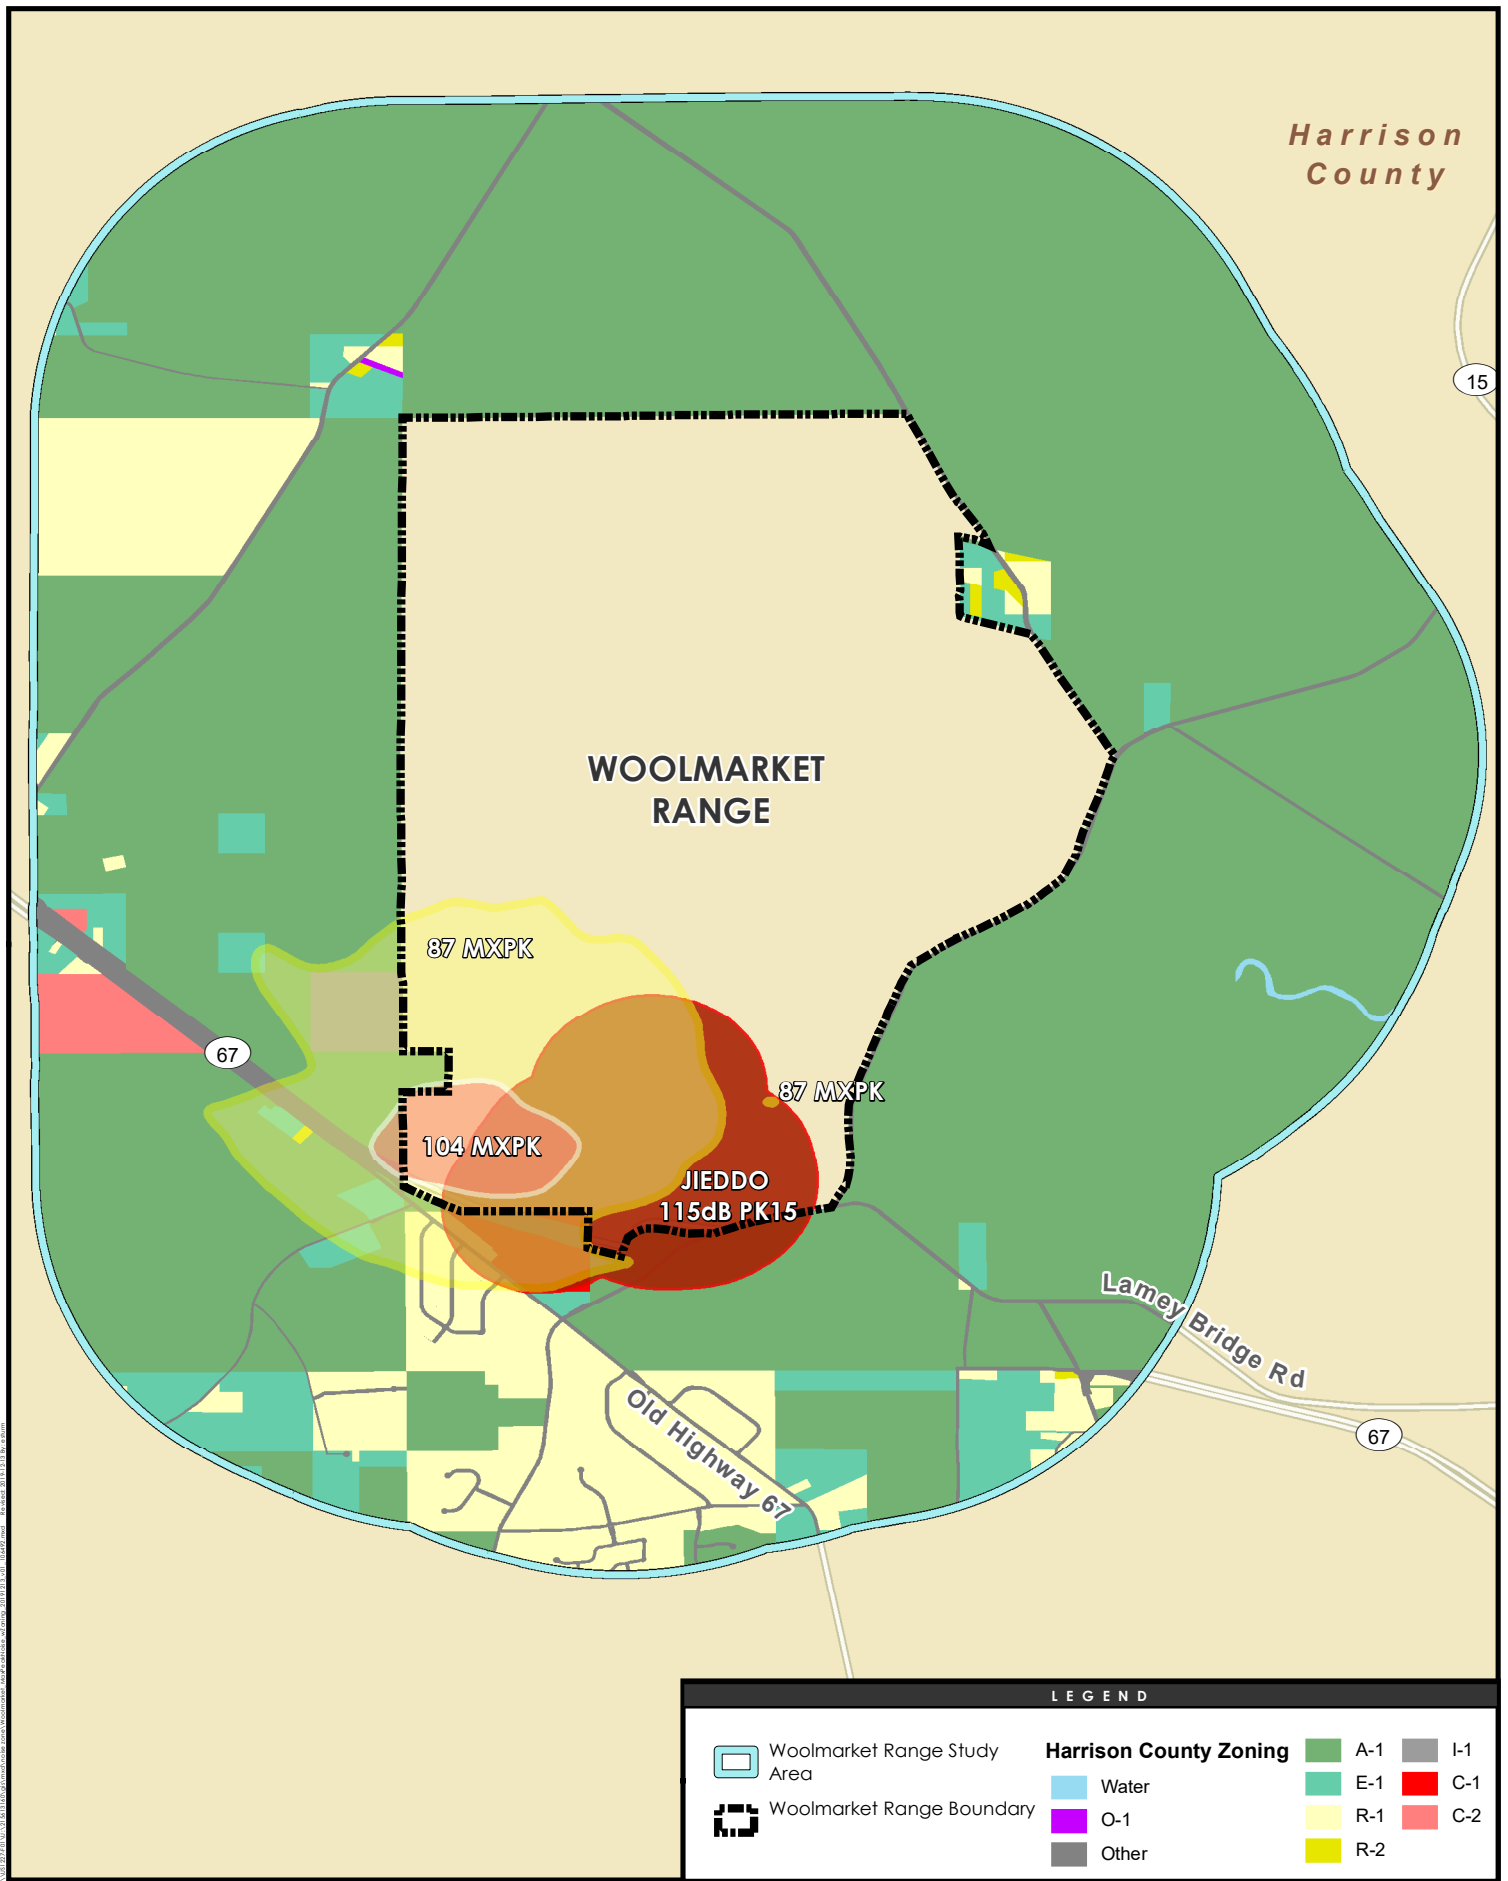 Harrison
County
15
WOOLMARKET
RANGE
87 MXPK
67
87 MXPK
104 MXPK
JIEDDO
115dB PK15
Lamey Bridge Rd
Old Highway 67
67
LEGEND
Woolmarket Range Study
Area
Woolmarket Range Boundary
Harrison County Zoning
Water
O-1
Other
A-1
E-1
R-1
R-2
I-1
C-1
C-2